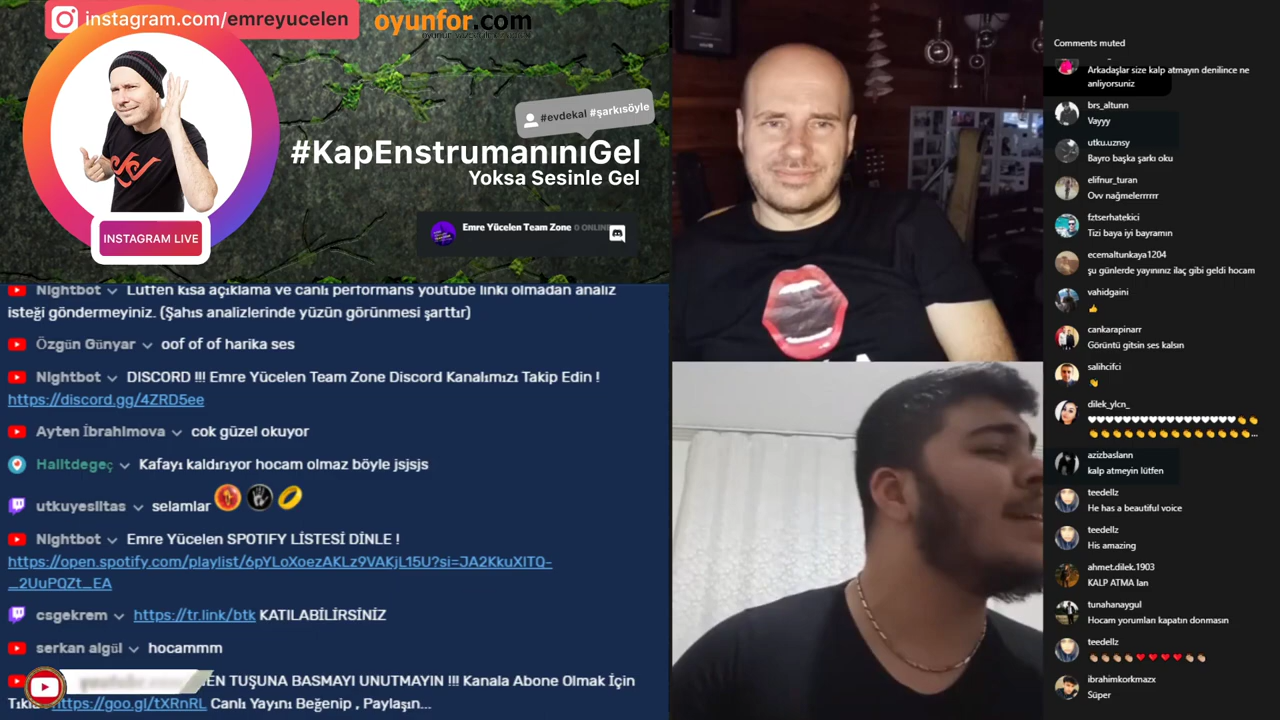 instagram.com/emreyucelen
oyunfor.com
#evdekal #şarkısöyle
#KapEnstrumanınıGel
Yoksa Sesinle Gel
INSTAGRAM LIVE
Emre Yücelen Team Zone 0 ONLINE
Nightbot Lütfen kısa açıklama ve canlı performans youtube linki olmadan analiz
isteği göndermeyiniz. (Şahıs analizlerinde yüzün görünmesi şarttır)
Özgün Günyar oof of of harika ses
Nightbot DISCORD !!! Emre Yücelen Team Zone Discord Kanalımızı Takip Edin !
https://discord.gg/4ZRD5ee
Ayten İbrahimova cok güzel okuyor
Halitdegeç Kafayı kaldırıyor hocam olmaz böyle jsjsjs
utkuyesiltas selamlar
Nightbot Emre Yücelen SPOTIFY LİSTESİ DİNLE !
https://open.spotify.com/playlist/6pYLoXoezAKLz9VAKjL15U?si=JA2KkuXlTQ-
_2UuPQZt_EA
csgekrem https://tr.link/btk KATILABİLİRSİNİZ
serkan algül hocammm
EN TUŞUNA BASMAYI UNUTMAYIN !!! Kanala Abone Olmak İçin
Tıkla https://goo.gl/tXRnRL Canlı Yayını Beğenip , Paylaşın...
Comments muted
Arkadaşlar size kalp atmayın denilince ne
anlıyorsuniz
brs_altunn
Vayyy
utku.uznsy
Bayro başka şarkı oku
elifnur_turan
Ovv nağmelerrrrrr
fztserhatekici
Tizi baya iyi bayramın
ecemaltunkaya1204
şu günlerde yayınınız ilaç gibi geldi hocam
vahidgaini
👍
cankarapinarr
Görüntü gitsin ses kalsın
salihcifci
👏
dilek_ylcn_
🤍🤍🤍🤍🤍🤍🤍🤍🤍🤍🤍🤍🤍🤍🤍🤍🤍👏👏
👏👏👏👏👏👏👏👏👏👏👏👏👏👏...
azizbaslann
kalp atmeyin lütfen
teedellz
He has a beautiful voice
teedellz
His amazing
ahmet.dilek.1903
KALP ATMA lan
tunahanaygul
Hocam yorumları kapatın donmasın
teedellz
👏🏽👏🏽👏🏽👏🏽❤️❤️❤️❤️👏🏽👏🏽
ibrahimkorkmazx
Süper